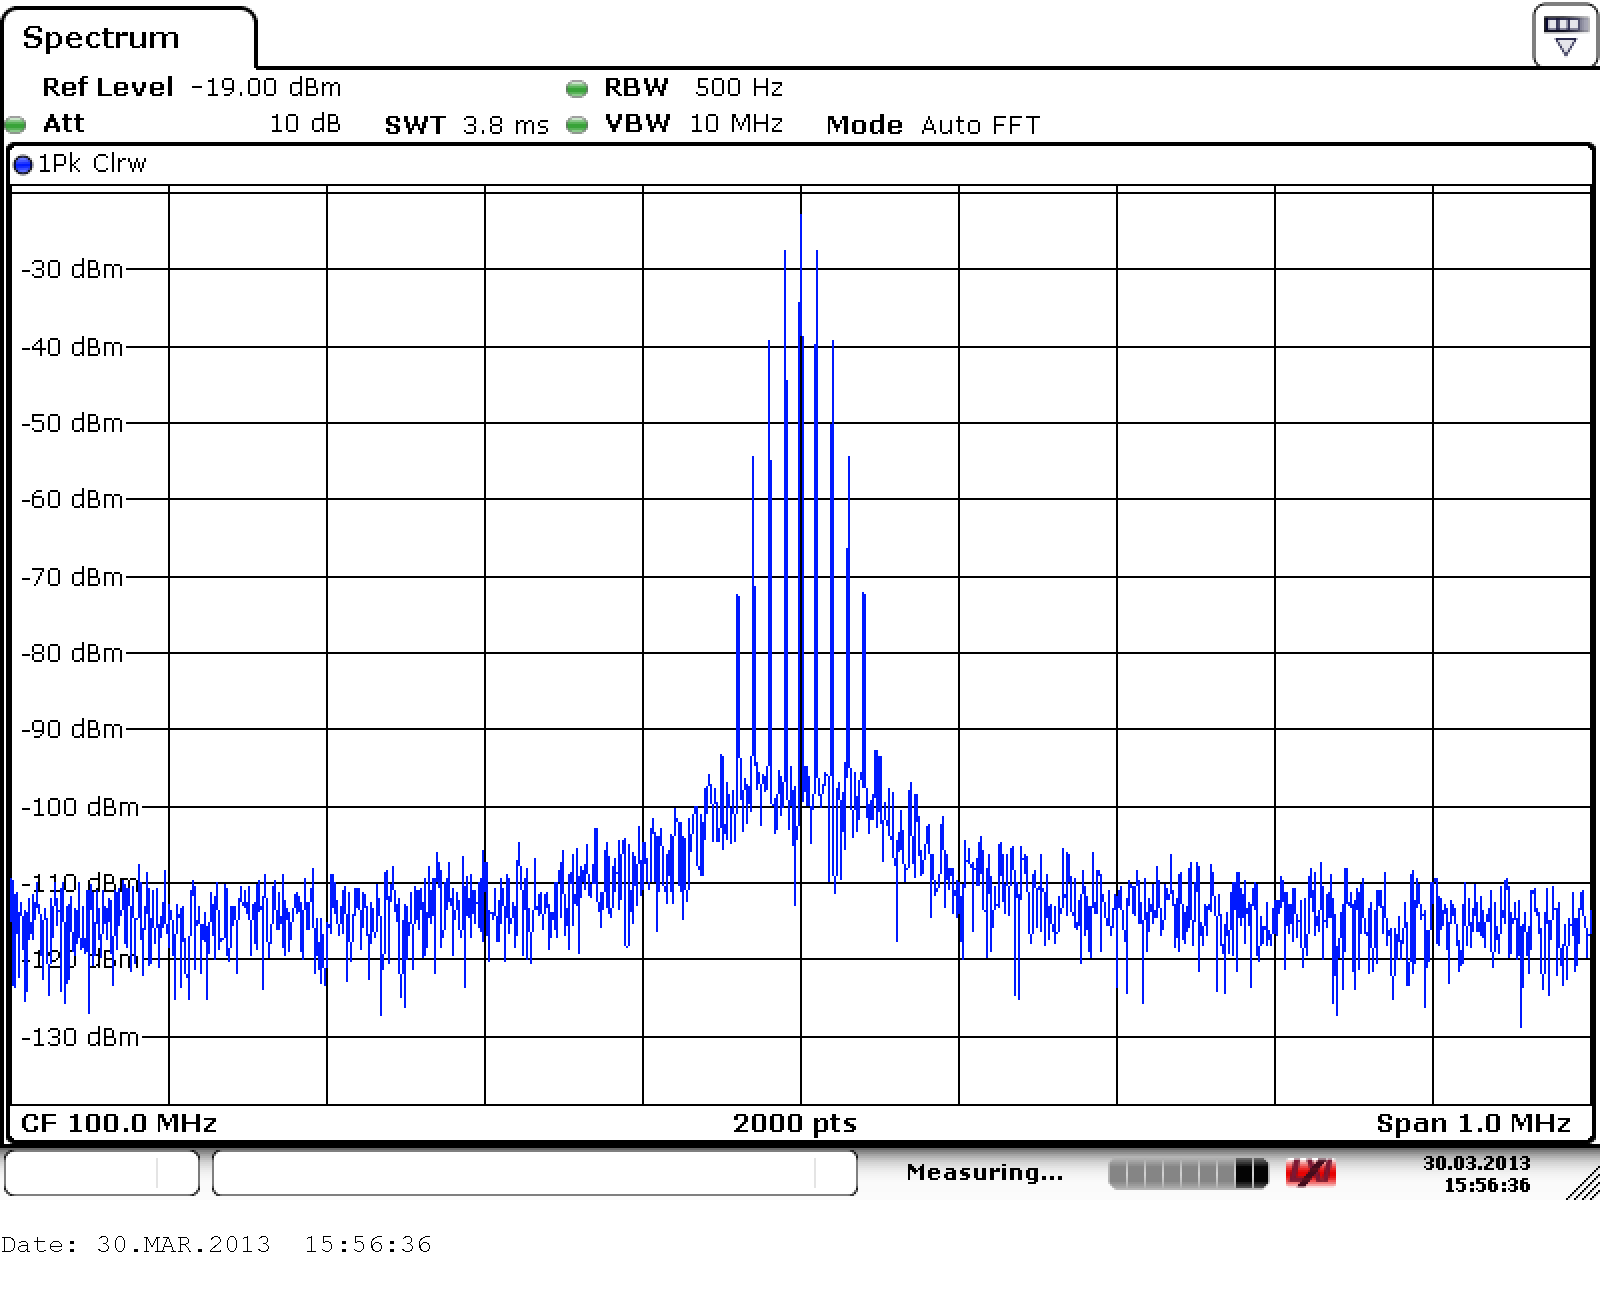 Spectrum
Ref Level -19.00 dBm RBW 500 Hz
Att 10 dB SWT 3.8 ms VBW 10 MHz Mode Auto FFT
1Pk Clrw
-30 dBm
-40 dBm
-50 dBm
-60 dBm
-70 dBm
-80 dBm
-90 dBm
-100 dBm
-110 dBm
-120 dBm
-130 dBm
CF 100.0 MHz 2000 pts Span 1.0 MHz
Measuring... LXI 30.03.2013
15:56:36
Date: 30.MAR.2013 15:56:36